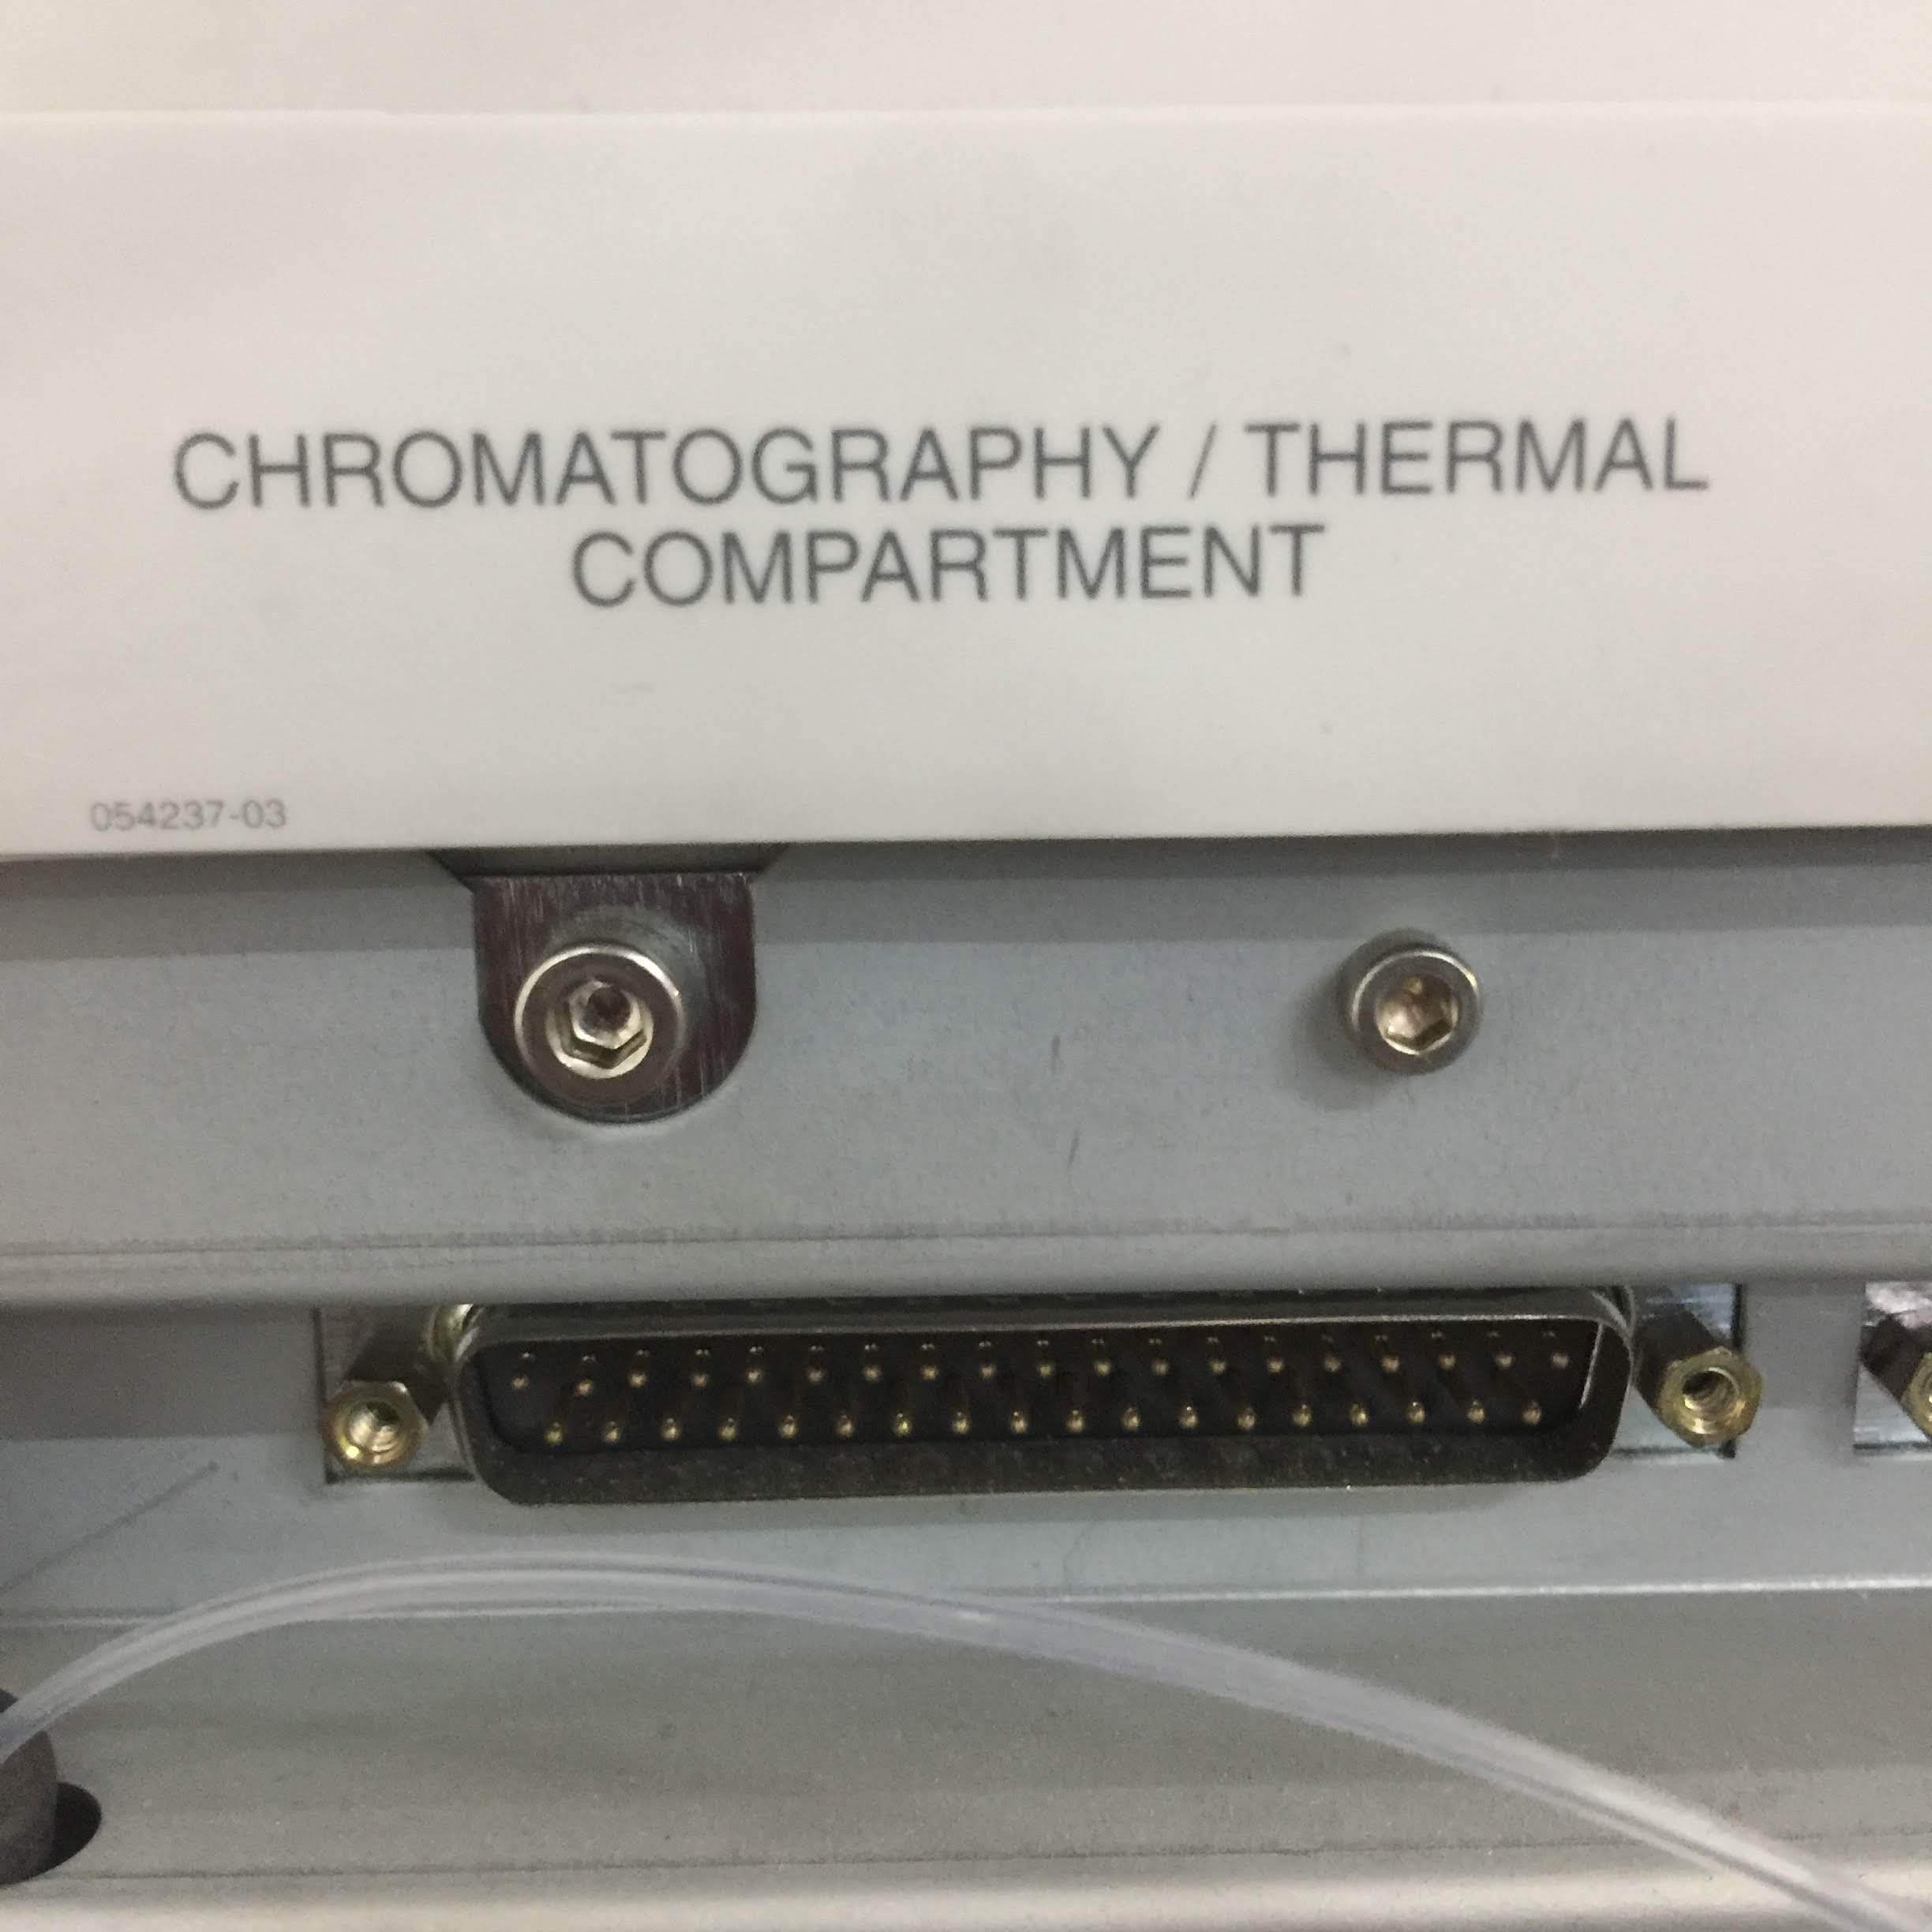 CHROMATOGRAPHY / THERMAL
COMPARTMENT
054237-03